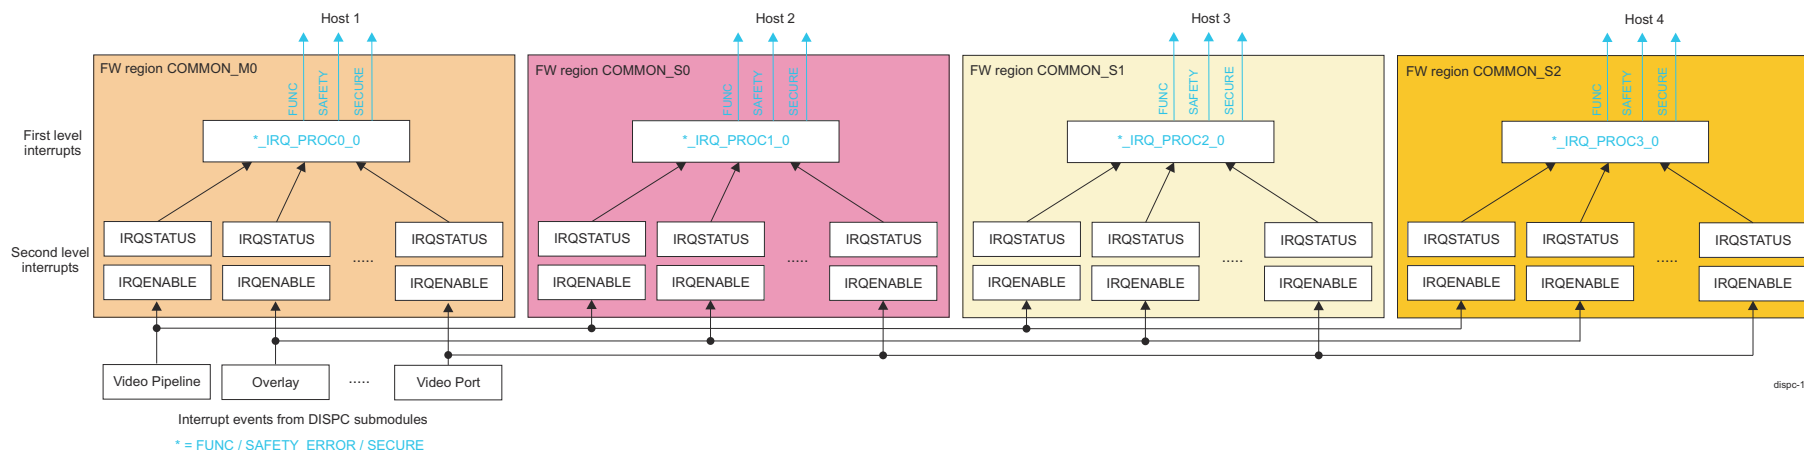 Host 1
Host 2
Host 3
Host 4
FW region COMMON_M0
FW region COMMON_S0
FW region COMMON_S1
FW region COMMON_S2
FUNC
SAFETY
SECURE
FUNC
SAFETY
SECURE
FUNC
SAFETY
SECURE
FUNC
SAFETY
SECURE
First level
interrupts
*_IRQ_PROC0_0
*_IRQ_PROC1_0
*_IRQ_PROC2_0
*_IRQ_PROC3_0
Second level
interrupts
IRQSTATUS
IRQSTATUS
.....
IRQSTATUS
IRQENABLE
IRQENABLE
IRQENABLE
IRQSTATUS
IRQSTATUS
.....
IRQSTATUS
IRQENABLE
IRQENABLE
IRQENABLE
IRQSTATUS
IRQSTATUS
.....
IRQSTATUS
IRQENABLE
IRQENABLE
IRQENABLE
IRQSTATUS
IRQSTATUS
.....
IRQSTATUS
IRQENABLE
IRQENABLE
IRQENABLE
Video Pipeline
Overlay
.....
Video Port
dispc-1
Interrupt events from DISPC submodules
* = FUNC / SAFETY_ERROR / SECURE